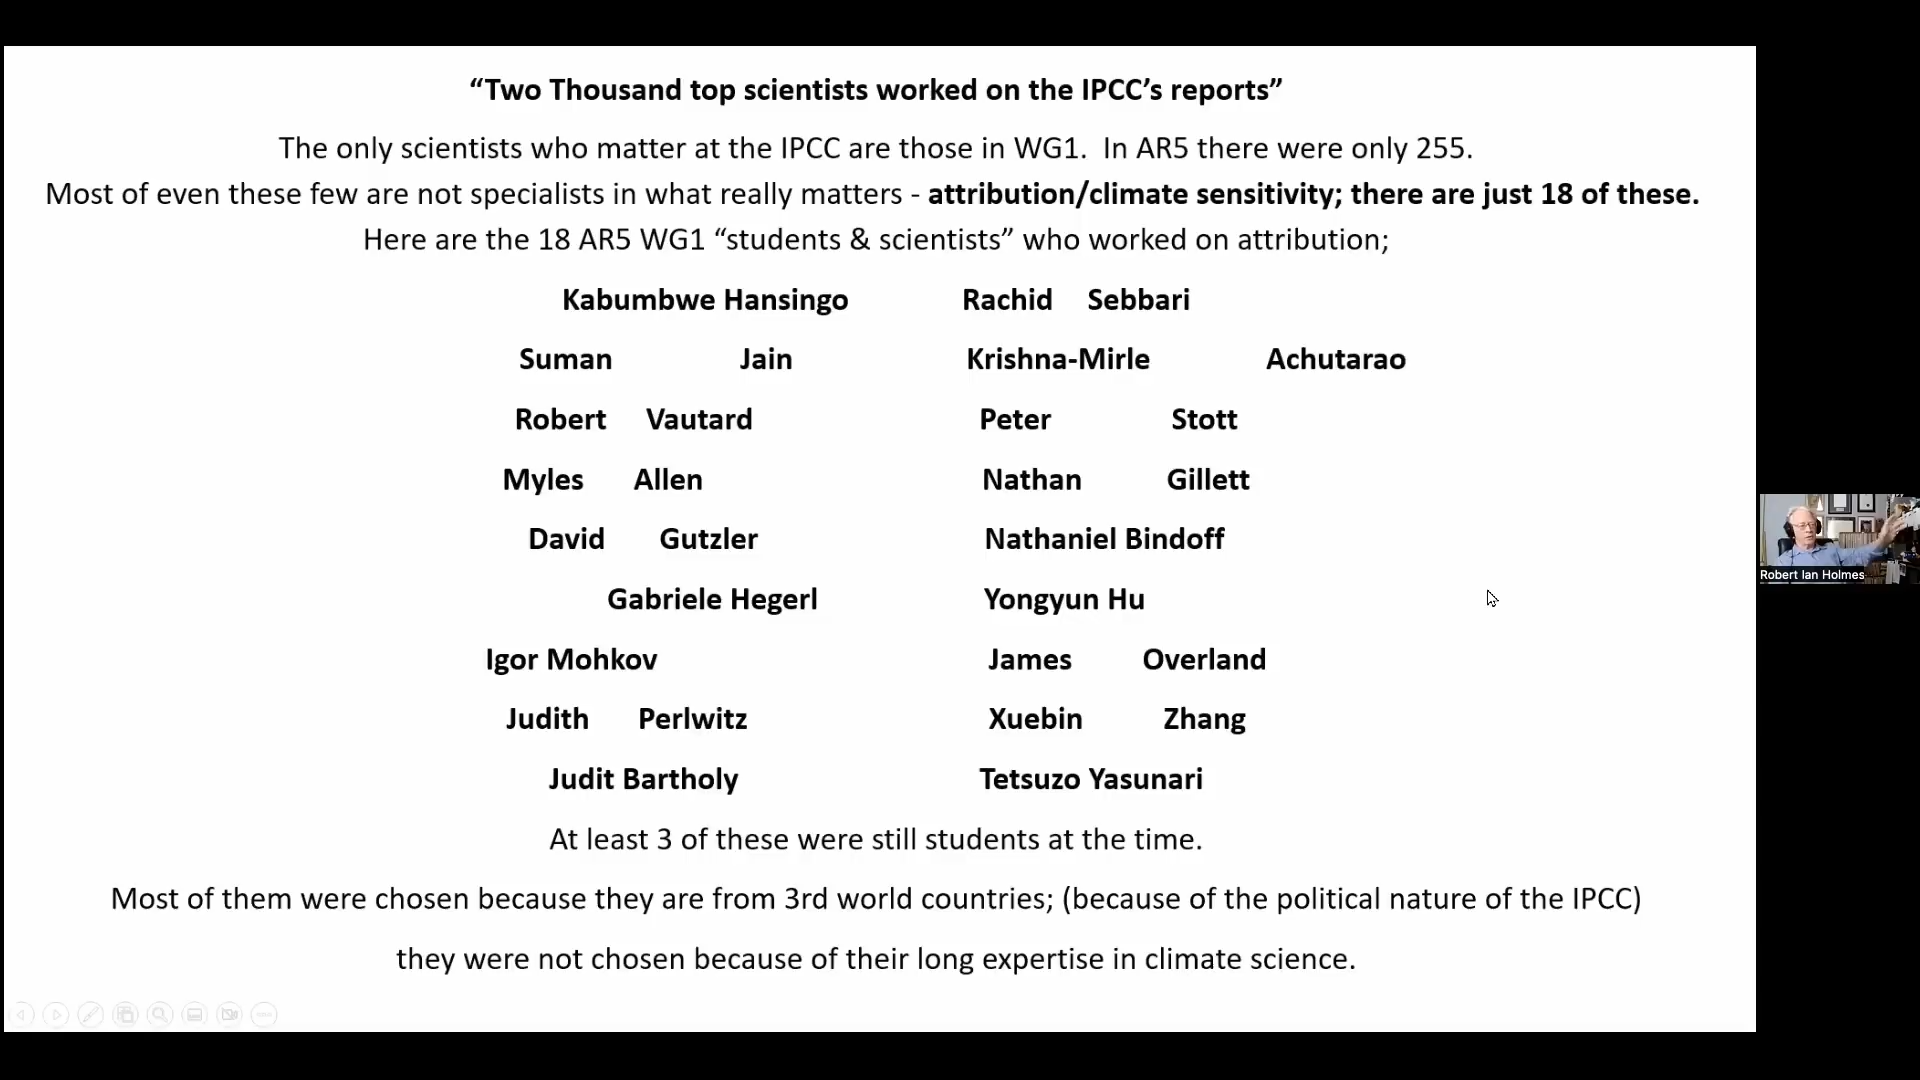 “Two Thousand top scientists worked on the IPCC’s reports”
The only scientists who matter at the IPCC are those in WG1. In AR5 there were only 255.
Most of even these few are not specialists in what really matters - attribution/climate sensitivity; there are just 18 of these.
Here are the 18 AR5 WG1 “students & scientists” who worked on attribution;
Kabumbwe Hansingo Rachid Sebbari
Suman Jain Krishna-Mirle Achutarao
Robert Vautard Peter Stott
Myles Allen Nathan Gillett
David Gutzler Nathaniel Bindoff
Gabriele Hegerl Yongyun Hu
Igor Mohkov James Overland
Judith Perlwitz Xuebin Zhang
Judit Bartholy Tetsuzo Yasunari
At least 3 of these were still students at the time.
Most of them were chosen because they are from 3rd world countries; (because of the political nature of the IPCC)
they were not chosen because of their long expertise in climate science.
Robert Ian Holmes